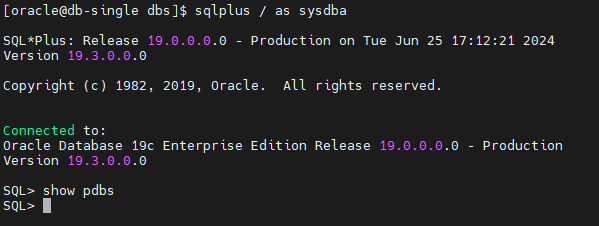 [oracle@db-single dbs]$ sqlplus / as sysdba
SQL*Plus: Release 19.0.0.0.0 - Production on Tue Jun 25 17:12:21 2024
Version 19.3.0.0.0
Copyright (c) 1982, 2019, Oracle.  All rights reserved.
Connected to:
Oracle Database 19c Enterprise Edition Release 19.0.0.0.0 - Production
Version 19.3.0.0.0
SQL> show pdbs
SQL>